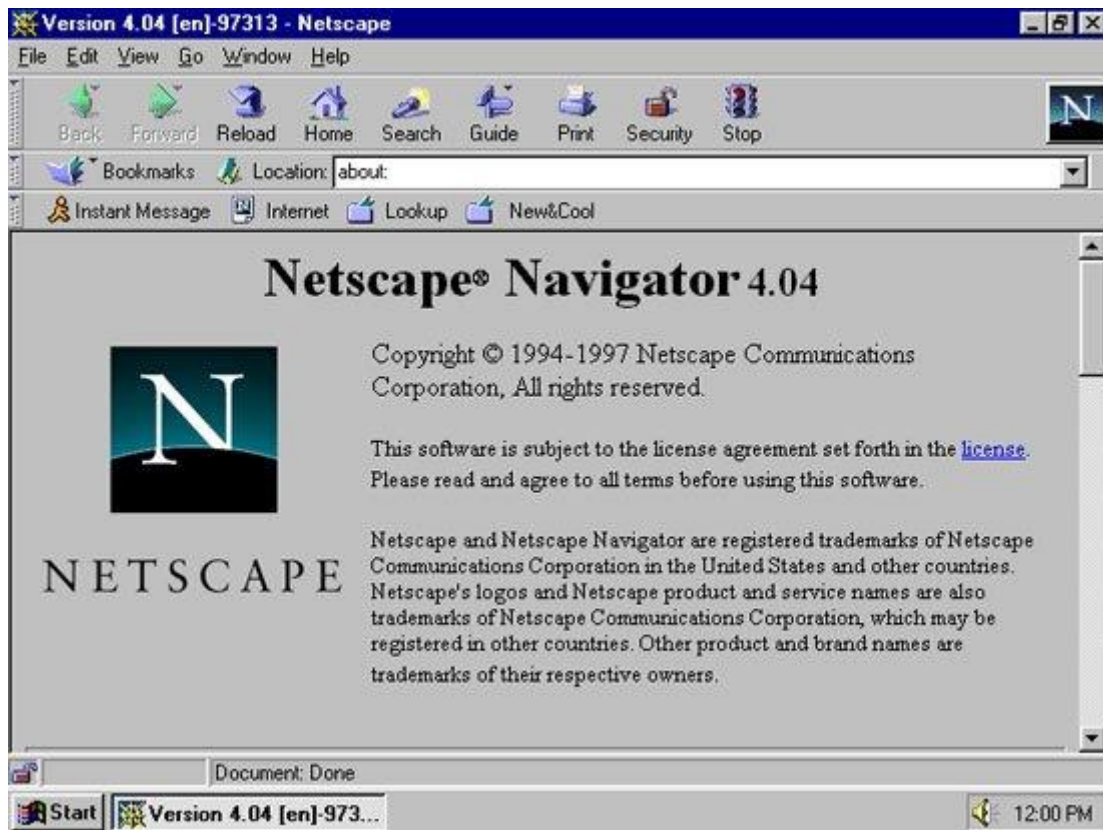 Version 4.04 [en]-97313 - Netscape
File Edit View Go Window Help
Back Forward Reload Home Search Guide Print Security Stop
N
Bookmarks Location: about:
Instant Message Internet Lookup New&Cool
Netscape® Navigator 4.04
Copyright © 1994-1997 Netscape Communications
Corporation, All rights reserved.
This software is subject to the license agreement set forth in the license.
Please read and agree to all terms before using this software.
N
NETSCAPE
Netscape and Netscape Navigator are registered trademarks of Netscape
Communications Corporation in the United States and other countries.
Netscape's logos and Netscape product and service names are also
trademarks of Netscape Communications Corporation, which may be
registered in other countries. Other product and brand names are
trademarks of their respective owners.
Document: Done
Start Version 4.04 [en]-973... 12:00 PM